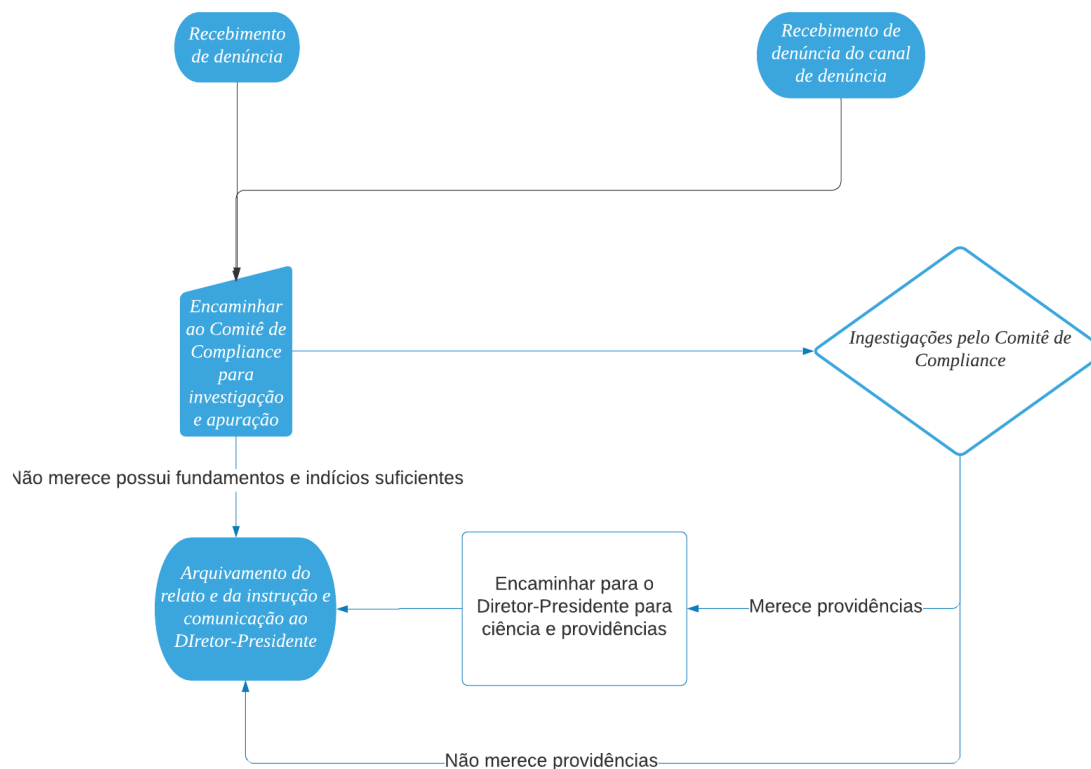 Recebimento
de denúncia
Recebimento de
denúncia do canal
de denúncia
Encaminhar
ao Comitê de
Compliance
para
investigação
e apuração
Ingestigações pelo Comitê de
Compliance
Não merece possui fundamentos e indícios suficientes
Arquivamento do
relato e da instrução e
comunicação ao
DIretor-Presidente
Encaminhar para o
Diretor-Presidente para
ciência e providências
Merece providências
Não merece providências